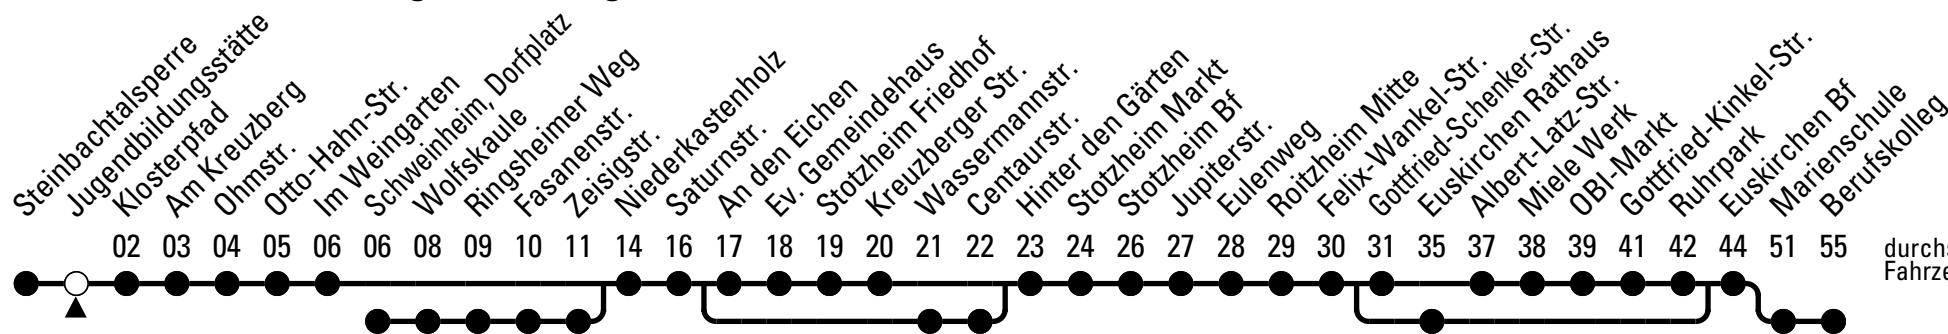 Steinbachtalsperre
Jugendbildungsstätte
Klosterpfad
Am Kreuzberg
Ohmstr.
Otto-Hahn-Str.
Im Weingarten
Schweinheim, Dorfplatz
Wolfskaule
Ringsheimer Weg
Fasanenstr.
Zeisigstr.
Niederkastenholz
Saturnstr.
An den Eichen
Ev. Gemeindehaus
Stotzheim Friedhof
Kreuzberger Str.
Wassermannstr.
Centaurstr.
Hinter den Gärten
Stotzheim Markt
Stotzheim Bf
Jupiterstr.
Eulenweg
Roitzheim Mitte
Felix-Wankel-Str.
Gottfried-Schenker-Str.
Euskirchen Rathaus
Albert-Latz-Str.
Miele Werk
OBI-Markt
Gottfried-Kinkel-Str.
Ruhrpark
Euskirchen Bf
Marienschule
Berufskolleg
02 03 04 05 06 06 08 09 10 11 14 16 17 18 19 20 21 22 23 24 26 27 28 29 30 31 35 37 38 39 41 42 44 51 55
durchs
Fahrze